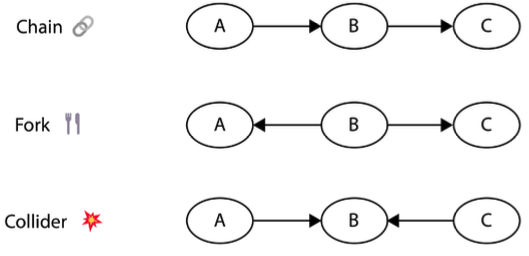 Chain 🔗 A B C
Fork 🍴 A B C
Collider 💥 A B C